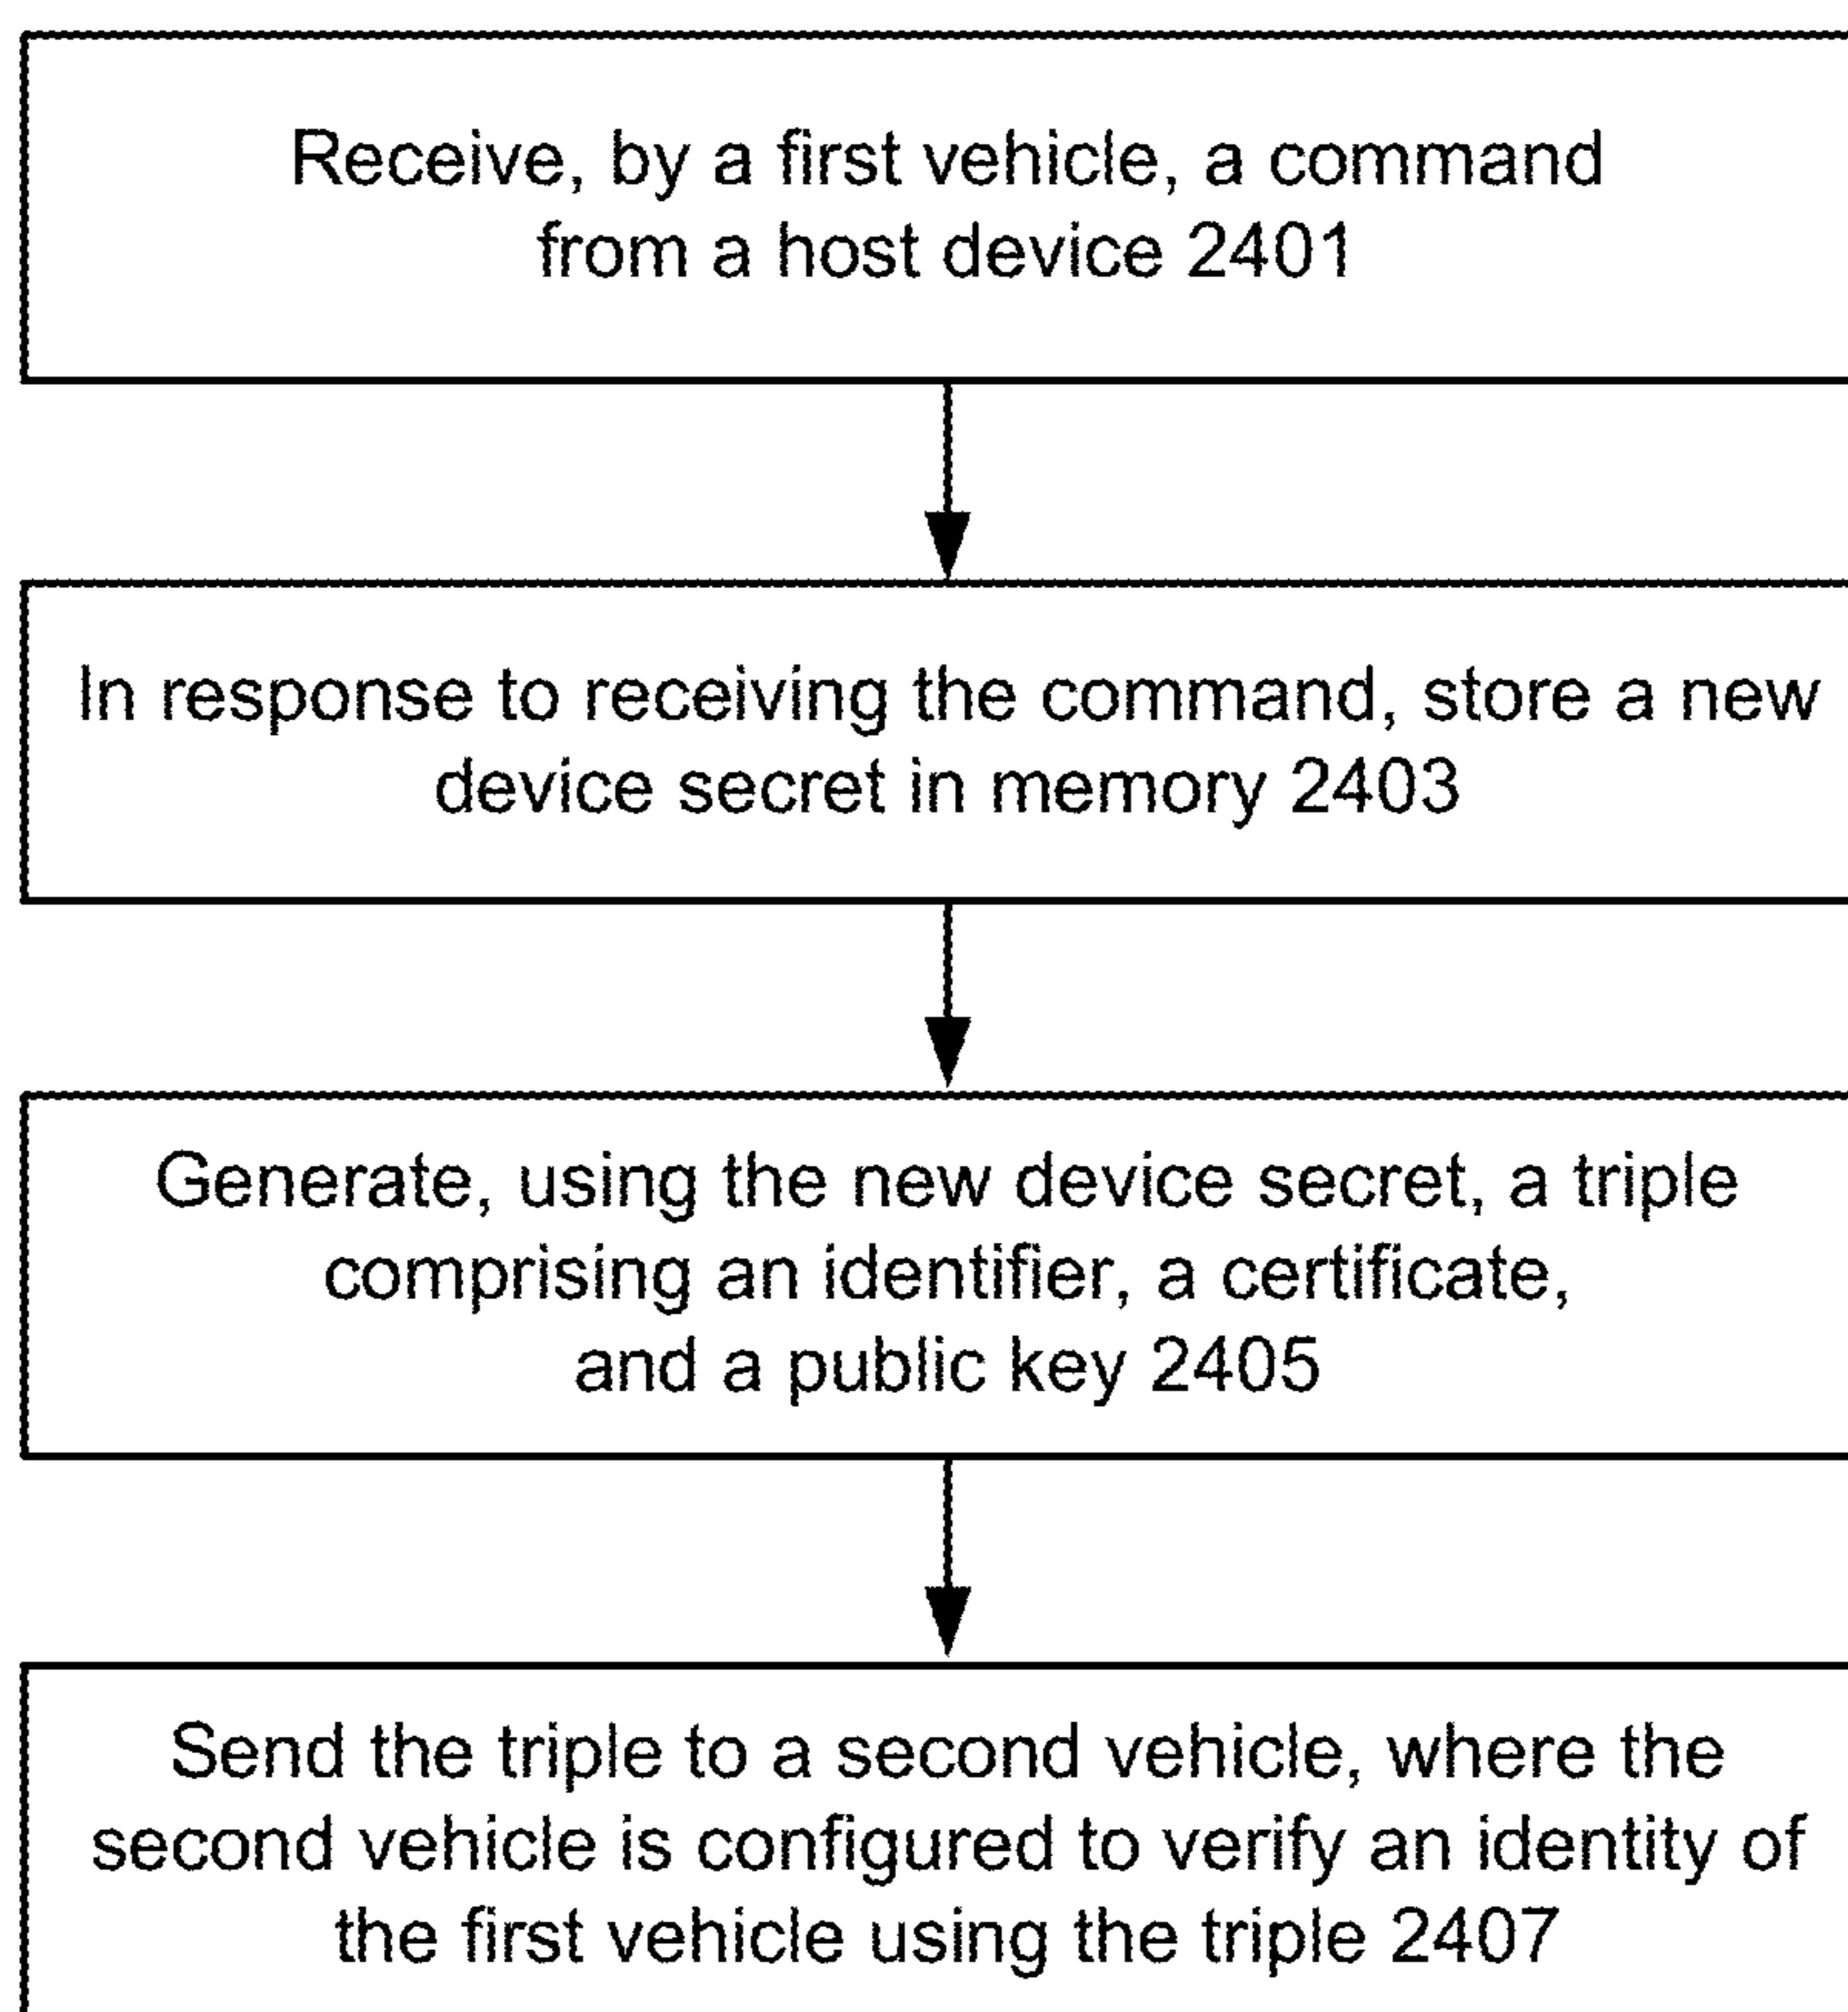 Receive, by a first vehicle, a command
from a host device 2401
In response to receiving the command, store a new
device secret in memory 2403
Generate, using the new device secret, a triple
comprising an identifier, a certificate,
and a public key 2405
Send the triple to a second vehicle, where the
second vehicle is configured to verify an identity of
the first vehicle using the triple 2407